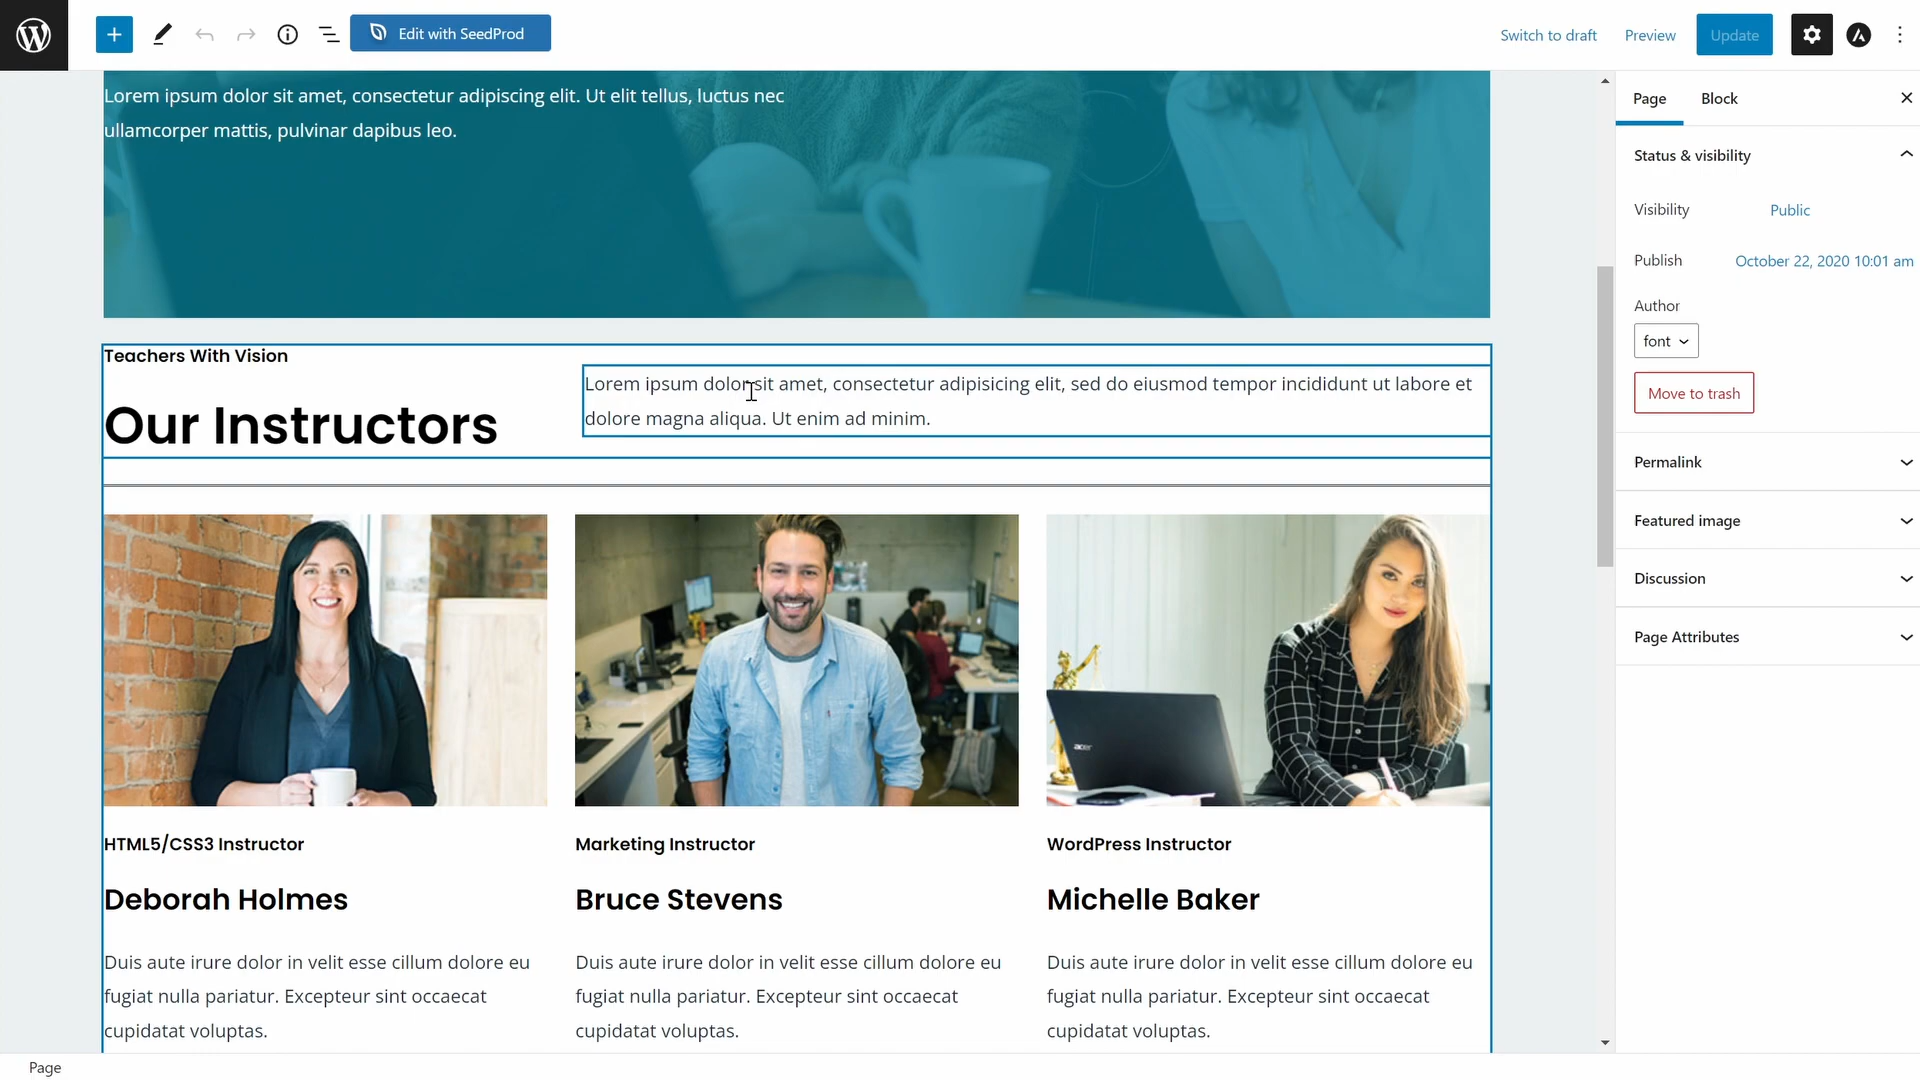 Edit with SeedProd
Switch to draft
Preview
Update
Lorem ipsum dolor sit amet, consectetur adipiscing elit. Ut elit tellus, luctus nec
ullamcorper mattis, pulvinar dapibus leo.
Teachers With Vision
Our Instructors
Lorem ipsum dolor sit amet, consectetur adipisicing elit, sed do eiusmod tempor incididunt ut labore et
dolore magna aliqua. Ut enim ad minim.
acer
HTML5/CSS3 Instructor
Deborah Holmes
Duis aute irure dolor in velit esse cillum dolore eu
fugiat nulla pariatur. Excepteur sint occaecat
cupidatat voluptas.
Marketing Instructor
Bruce Stevens
Duis aute irure dolor in velit esse cillum dolore eu
fugiat nulla pariatur. Excepteur sint occaecat
cupidatat voluptas.
WordPress Instructor
Michelle Baker
Duis aute irure dolor in velit esse cillum dolore eu
fugiat nulla pariatur. Excepteur sint occaecat
cupidatat voluptas.
Page
Block
Status & visibility
Visibility
Public
Publish
October 22, 2020 10:01 am
Author
font
Move to trash
Permalink
Featured image
Discussion
Page Attributes
Page